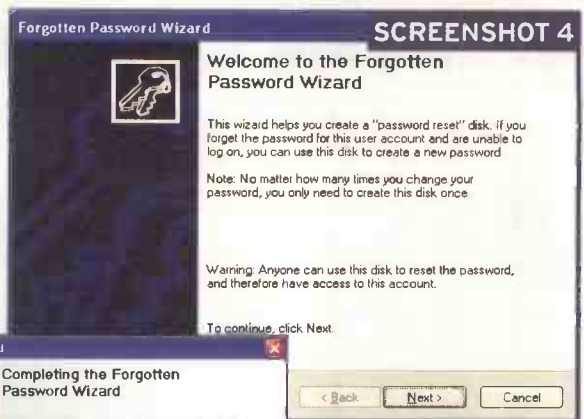 Forgotten Password Wizard
SCREENSHOT 4
Welcome to the Forgotten
Password Wizard
This wizard helps you create a "password reset" disk. If you
forget the password for this user account and are unable to
log on, you can use this disk to create a new password
Note: No matter how many times you change your
password, you only need to create this disk once
Warning: Anyone can use this disk to reset the password,
and therefore have access to this account.
To continue, click Next.
< Back
Next >
Cancel
Completing the Forgotten
Password Wizard